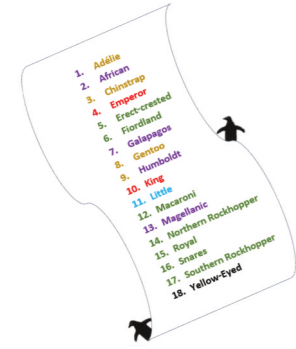 1. Adélie
2. African
3. Chinstrap
4. Emperor
5. Erect-crested
6. Fiordland
7. Galapagos
8. Gentoo
9. Humboldt
10. King
11. Little
12. Macaroni
13. Magellanic
14. Northern Rockhopper
15. Royal
16. Snares
17. Southern Rockhopper
18. Yellow-Eyed